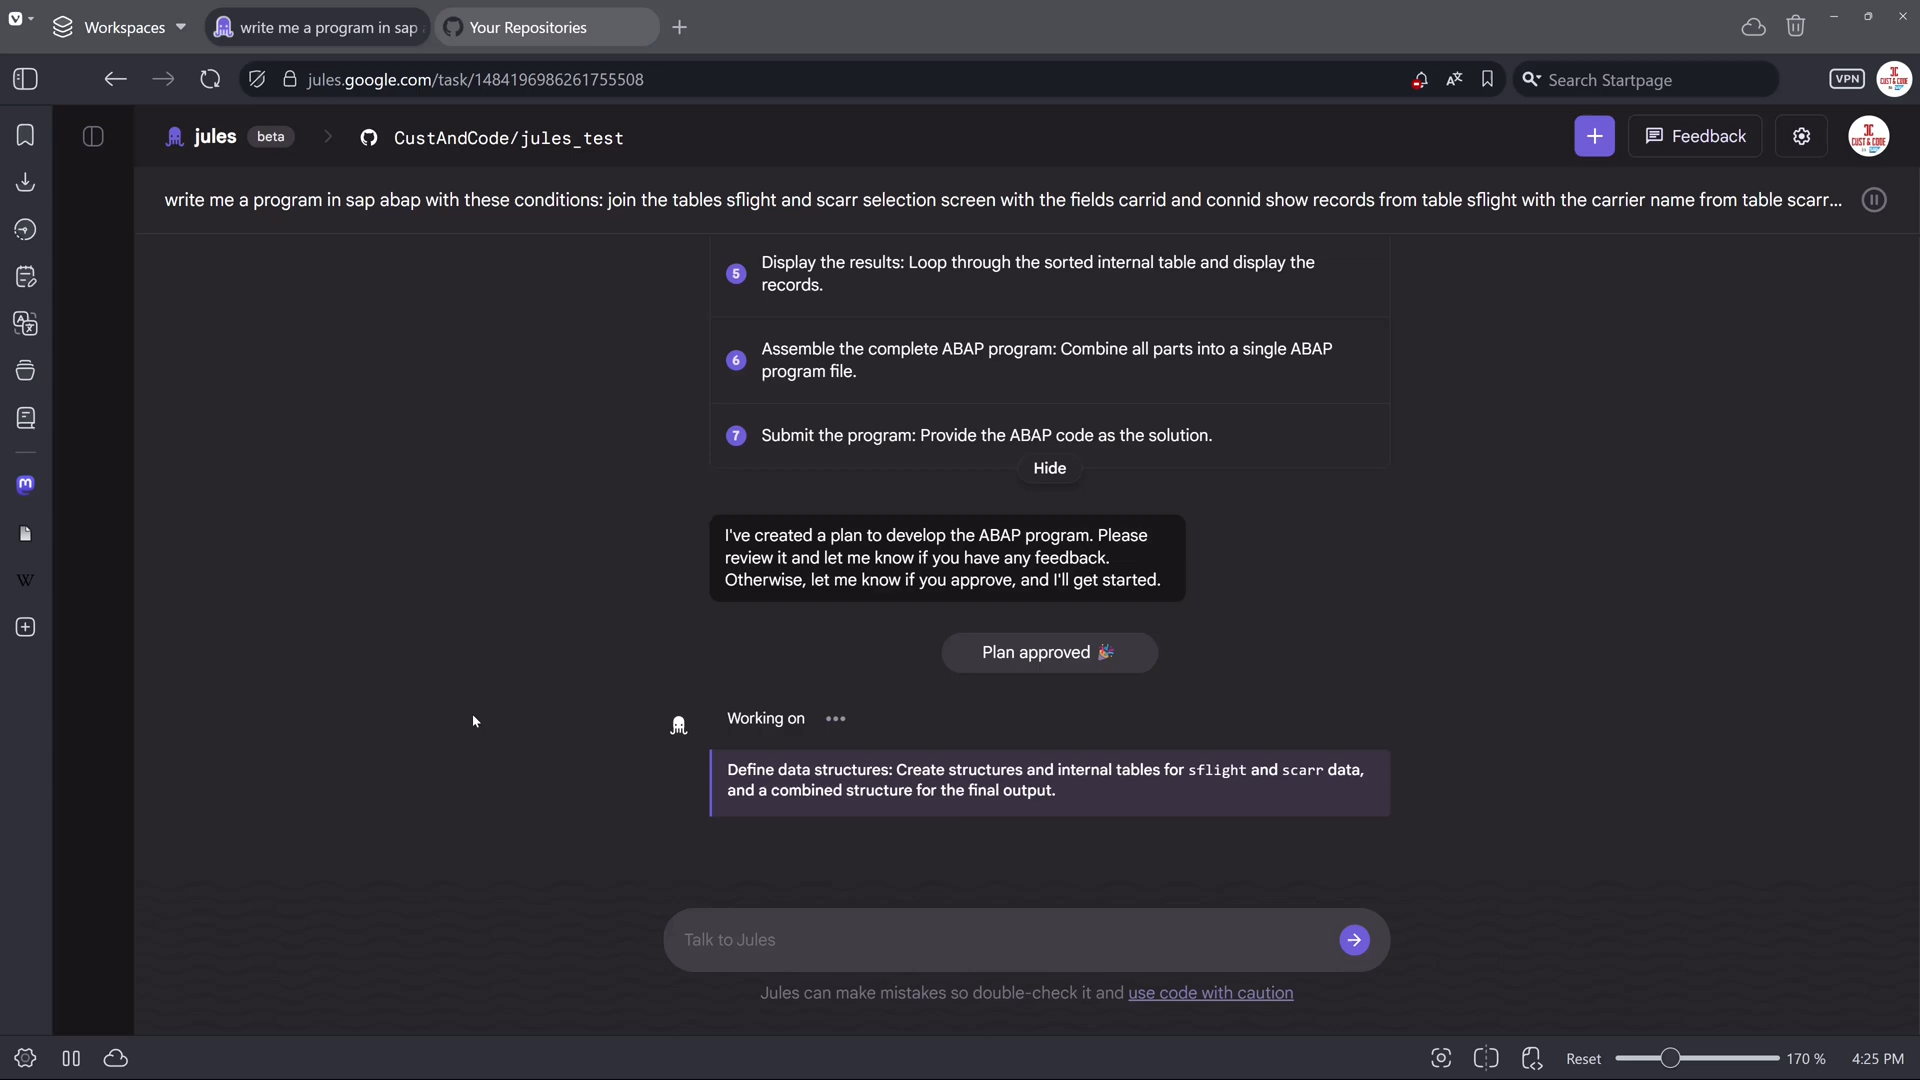 Workspaces
write me a program in sap
Your Repositories
jules.google.com/task/1484196986261755508
Search Startpage
VPN
jules beta
CustAndCode/jules_test
Feedback
write me a program in sap abap with these conditions: join the tables sflight and scarr selection screen with the fields carrid and connid show records from table sflight with the carrier name from table scarr...
5 Display the results: Loop through the sorted internal table and display the
records.
6 Assemble the complete ABAP program: Combine all parts into a single ABAP
program file.
7 Submit the program: Provide the ABAP code as the solution.
Hide
I've created a plan to develop the ABAP program. Please
review it and let me know if you have any feedback.
Otherwise, let me know if you approve, and I'll get started.
Plan approved 🎉
Working on
Define data structures: Create structures and internal tables for sflight and scarr data,
and a combined structure for the final output.
Talk to Jules
Jules can make mistakes so double-check it and use code with caution
Reset
170 %
4:25 PM